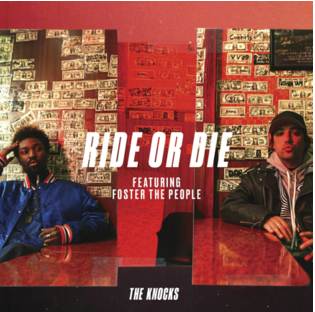 RIDE OR DIE
FEATURING
FOSTER THE PEOPLE
THE KNOCKS